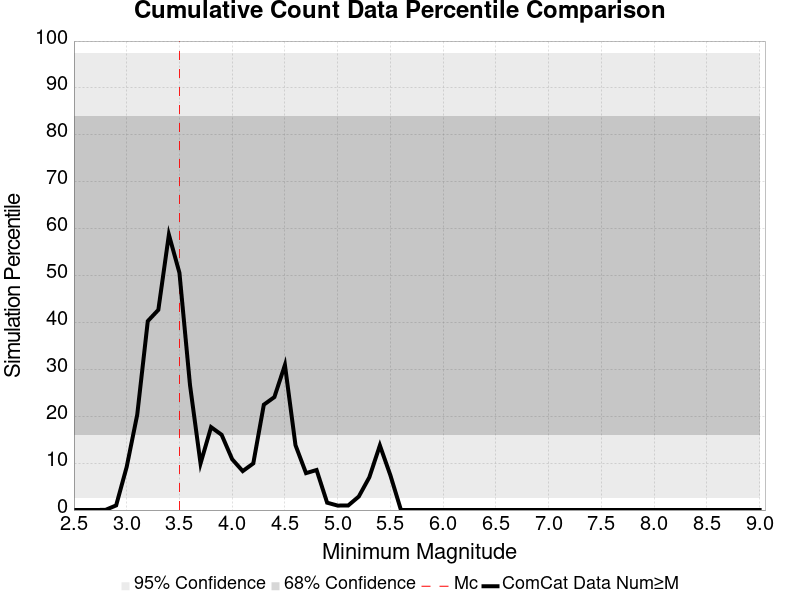 Cumulative Count Data Percentile Comparison
100
90
80
70
60
50
40
30
20
10
0
Simulation Percentile
2.5 3.0 3.5 4.0 4.5 5.0 5.5 6.0 6.5 7.0 7.5 8.0 8.5 9.0
Minimum Magnitude
95% Confidence 68% Confidence Mc ComCat Data Num≥M